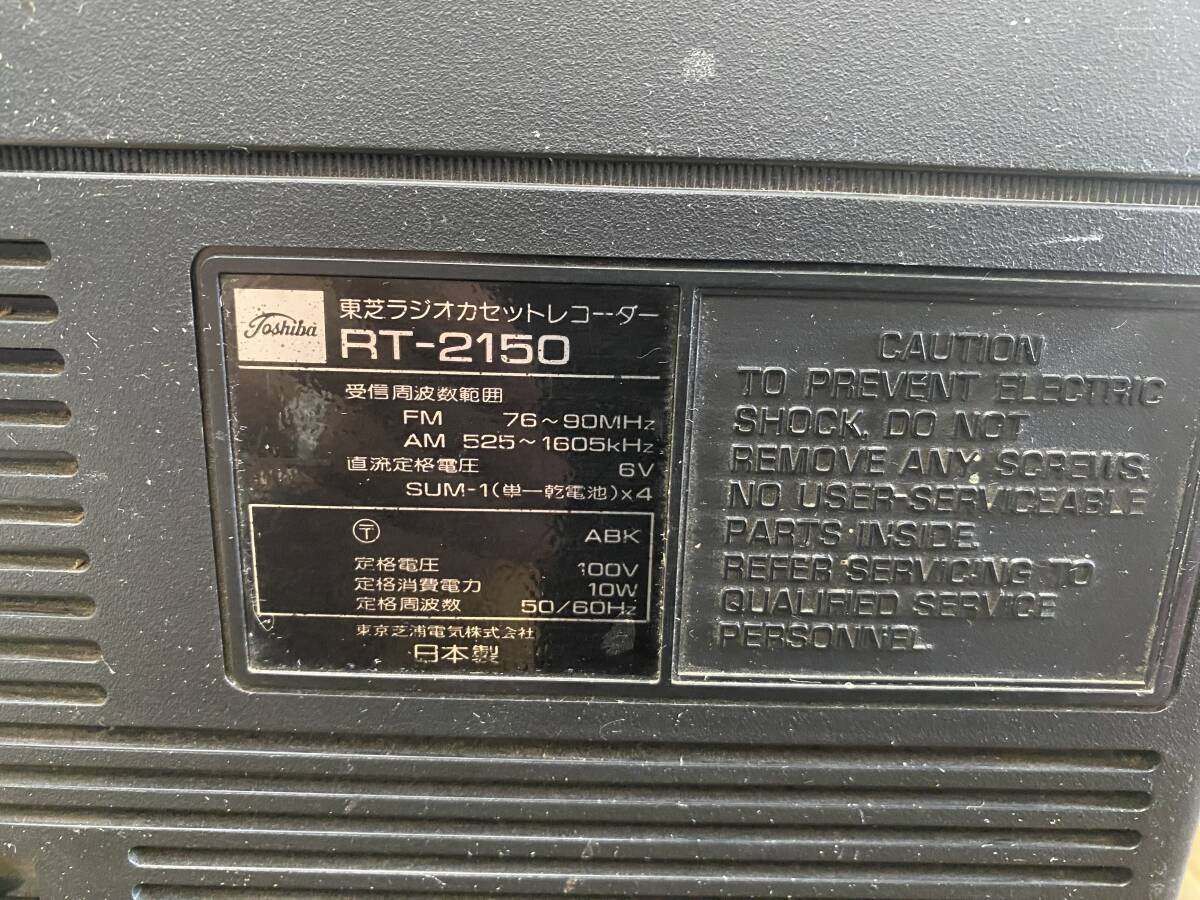 Toshiba
東芝ラジオカセットレコーダー
RT-2150
受信周波数範囲
FM 76~90MHz
AM 525~1605kHz
直流定格電圧 6V
SUM-1(単一乾電池)x4
〒 ABK
定格電圧 100V
定格消費電力 10W
定格周波数 50/60Hz
東京芝浦電気株式会社
日本製
CAUTION
TO PREVENT ELECTRIC
SHOCK, DO NOT
REMOVE ANY SCREWS.
NO USER-SERVICEABLE
PARTS INSIDE.
REFER SERVICING TO
QUALIFIED SERVICE
PERSONNEL.